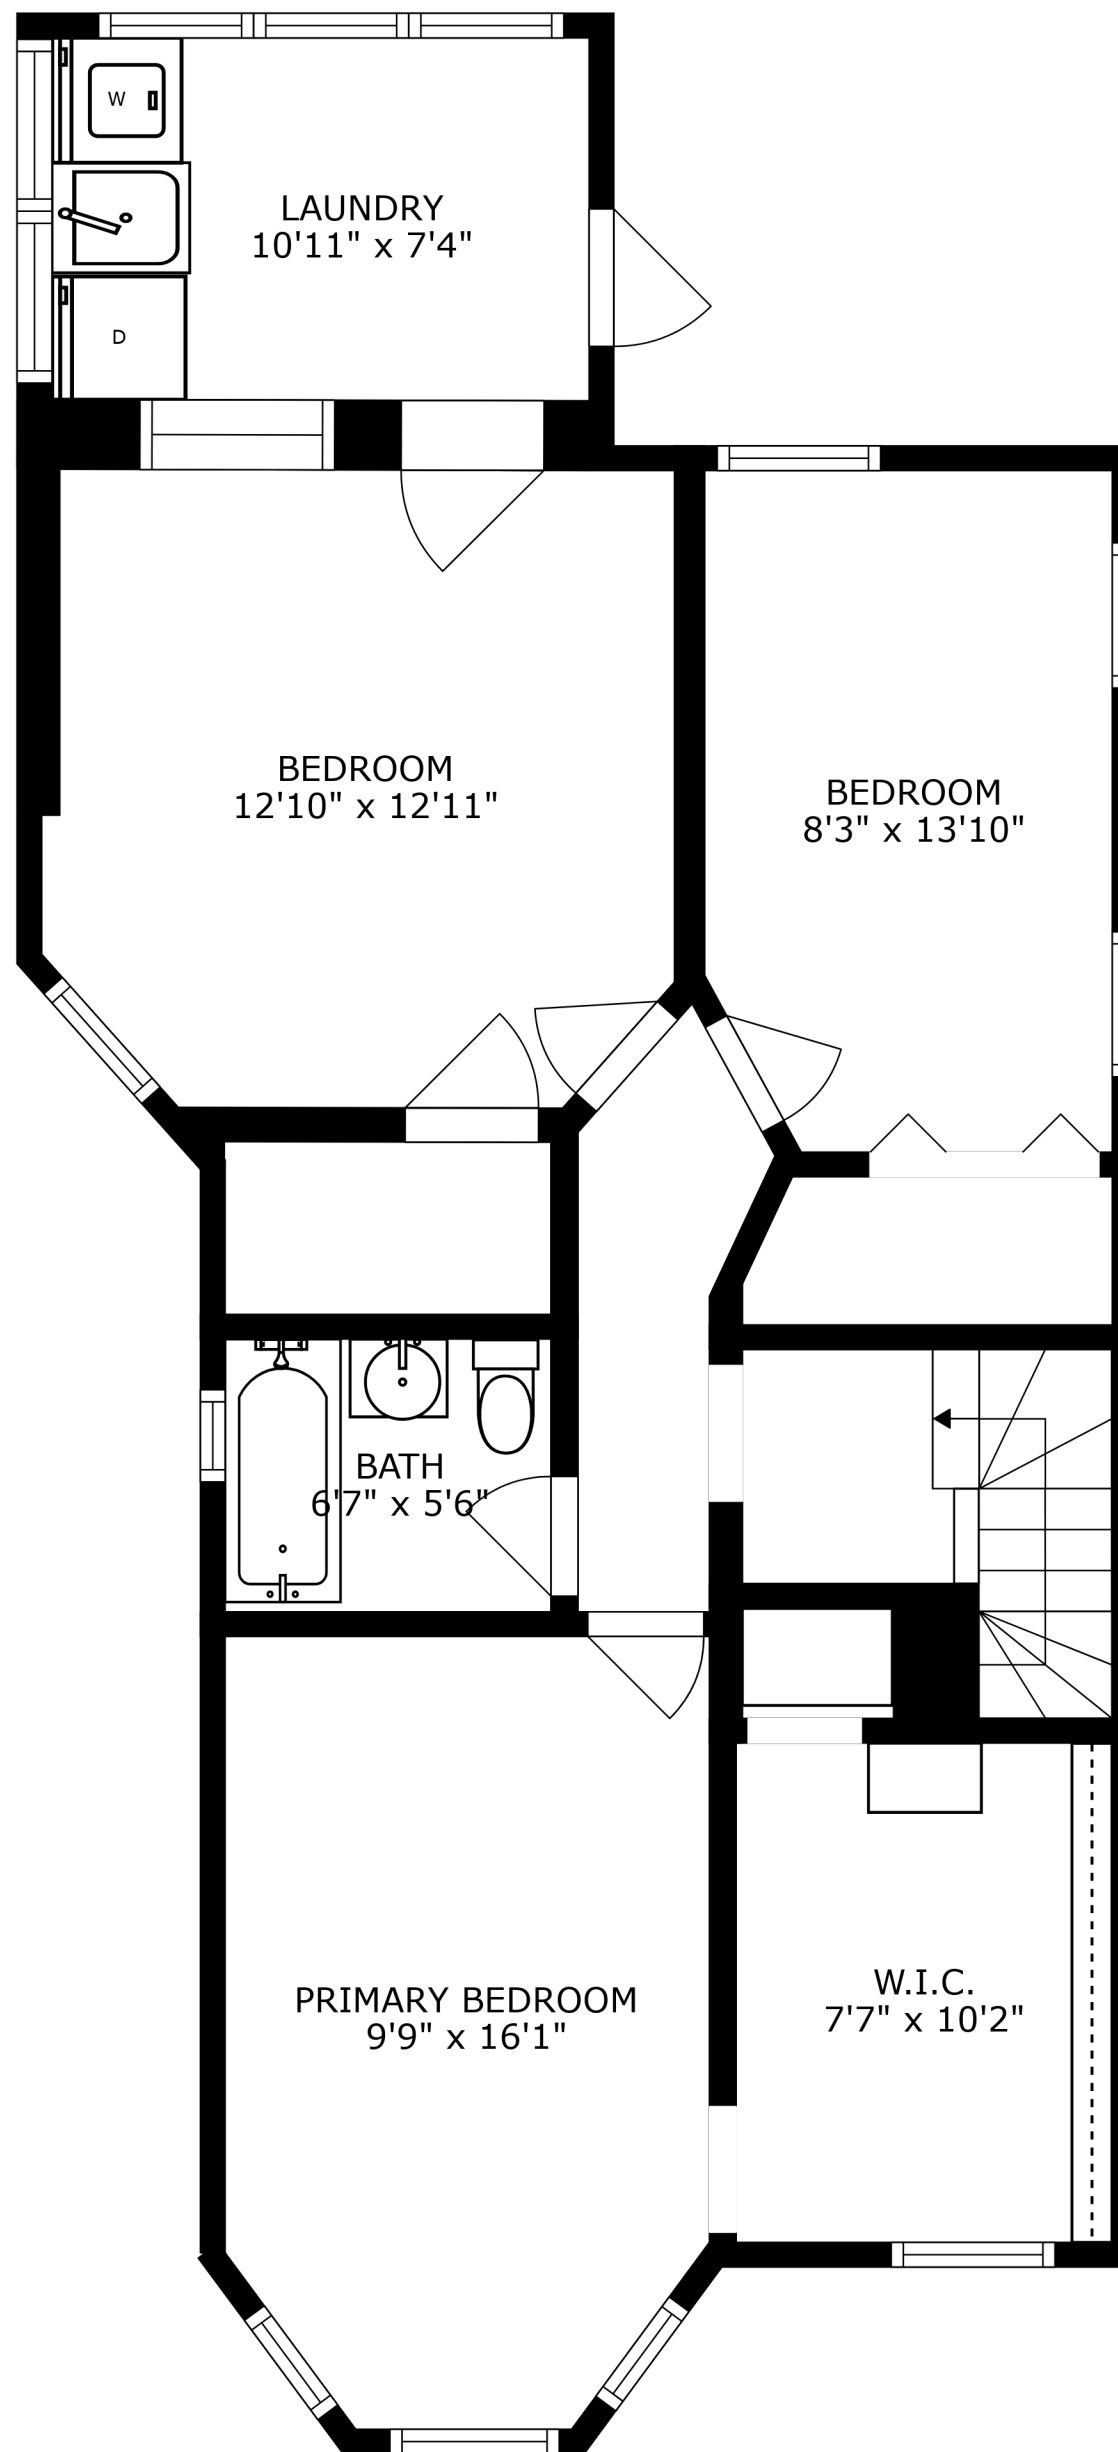 W
LAUNDRY
10'11" x 7'4"
D
BEDROOM
12'10" x 12'11"
BEDROOM
8'3" x 13'10"
BATH
6'7" x 5'6"
W.I.C.
7'7" x 10'2"
PRIMARY BEDROOM
9'9" x 16'1"